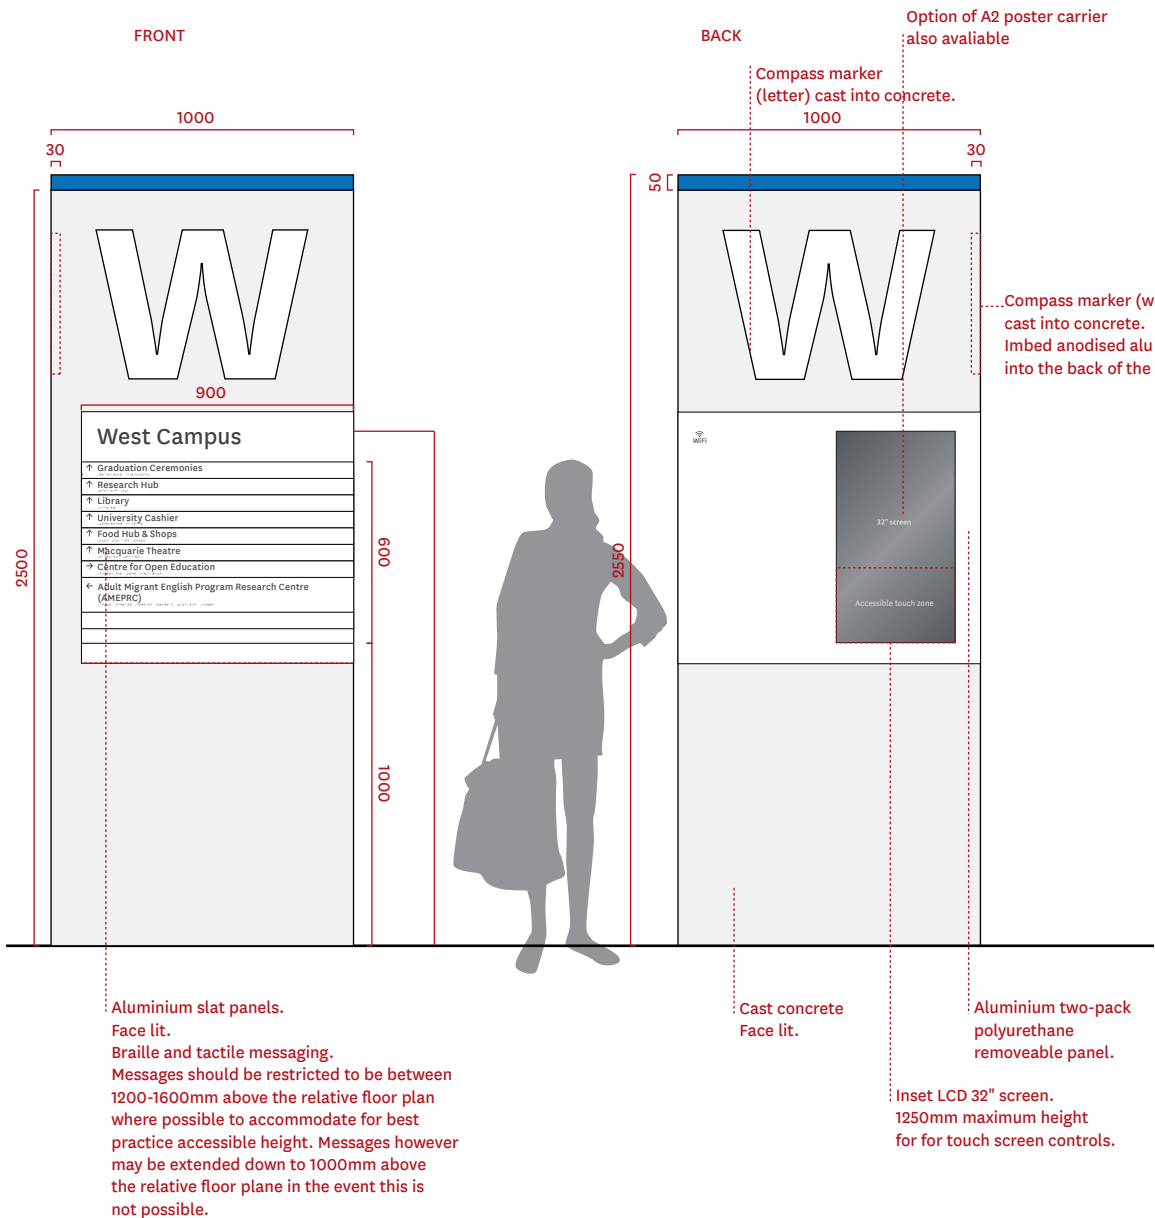 FRONT
BACK
Option of A2 poster carrier
also avaliable
Compass marker
(letter) cast into concrete.
1000
1000
30
30
50
W
W
Compass marker (w
cast into concrete.
Imbed anodised alu
into the back of the
900
West Campus
↑ Graduation Ceremonies
↑ Research Hub
↑ Library
↑ University Cashier
↑ Food Hub & Shops
↑ Macquarie Theatre
→ Centre for Open Education
← Adult Migrant English Program Research Centre
(AMEPRC)
WiFi
32" screen
Accessible touch zone
2500
600
2550
1000
Aluminium slat panels.
Face lit.
Braille and tactile messaging.
Messages should be restricted to be between
1200-1600mm above the relative floor plan
where possible to accommodate for best
practice accessible height. Messages however
may be extended down to 1000mm above
the relative floor plane in the event this is
not possible.
Cast concrete
Face lit.
Aluminium two-pack
polyurethane
removeable panel.
Inset LCD 32" screen.
1250mm maximum height
for for touch screen controls.